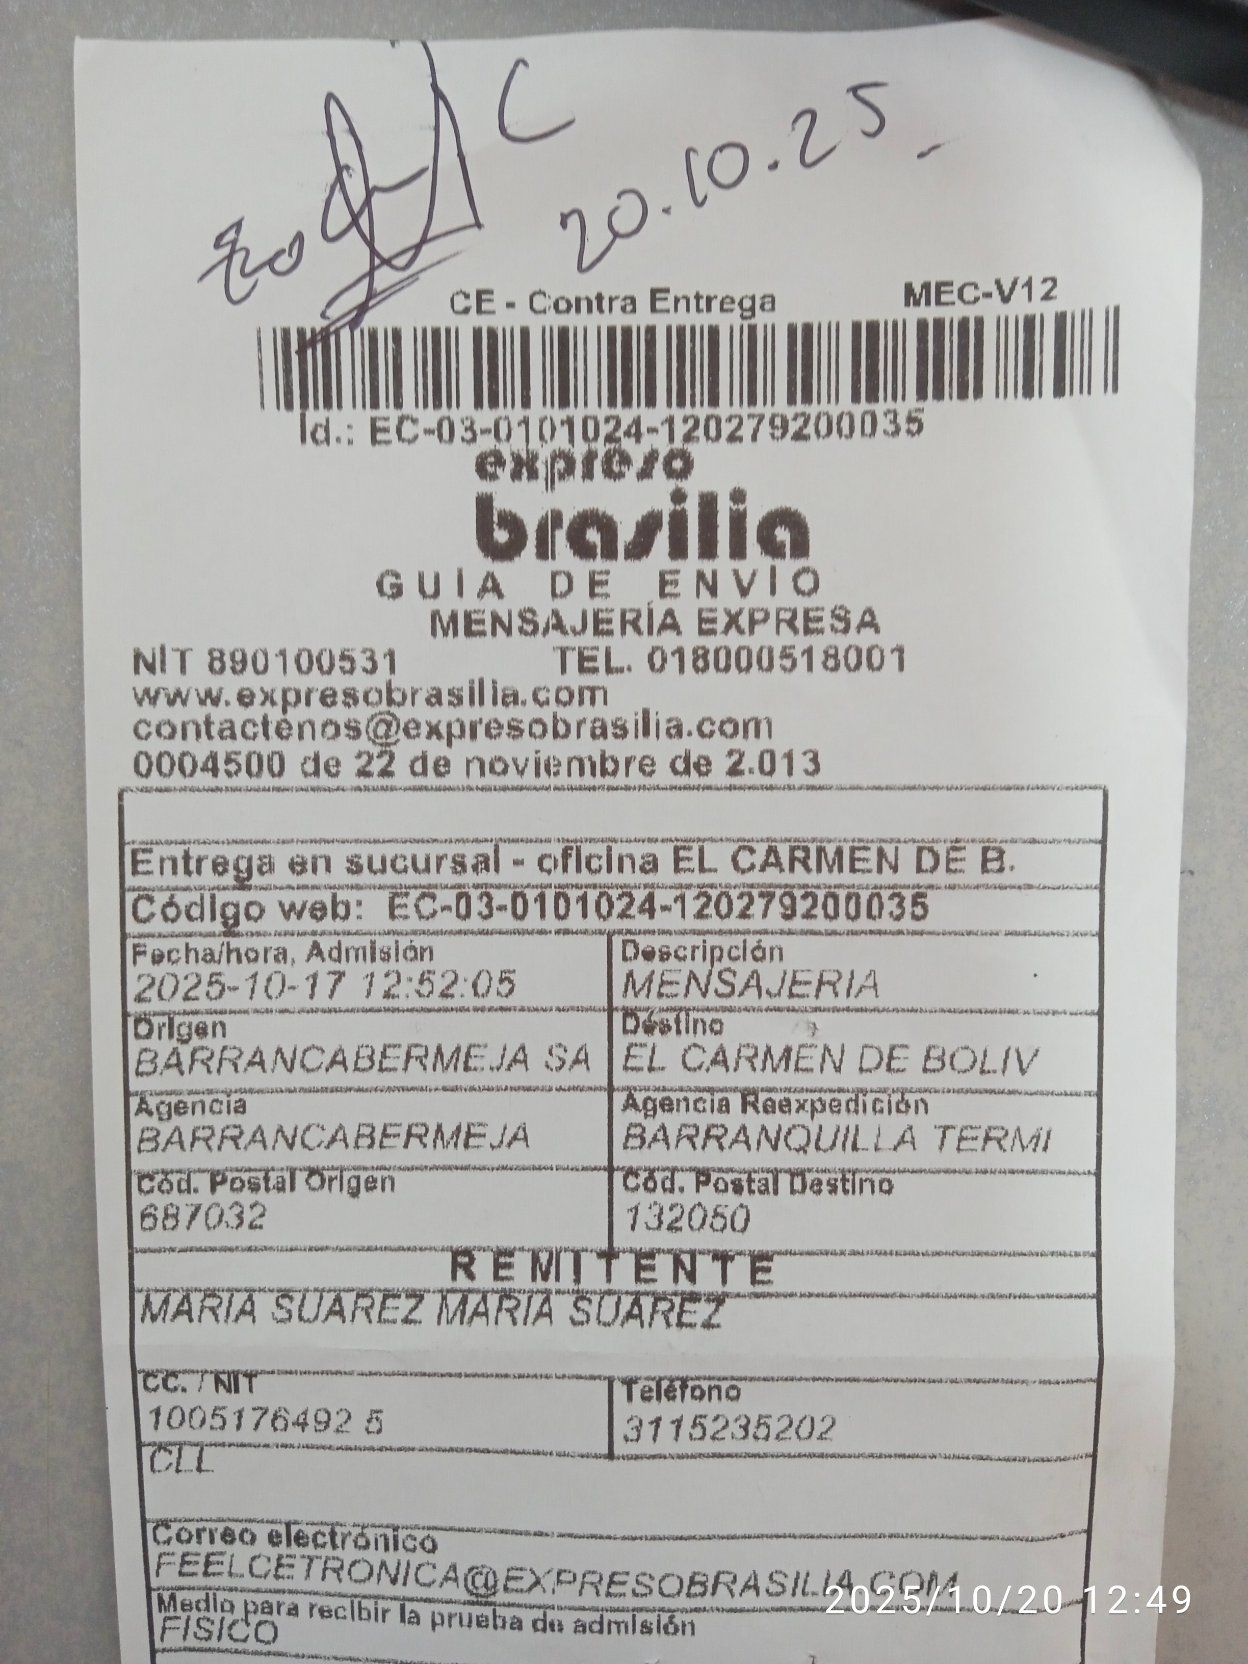 20.10.25
CE - Contra Entrega MEC-V12
Id.: EC-03-0101024-120279200035
expreso
brasilia
GUÍA DE ENVÍO
MENSAJERÍA EXPRESA
NIT 890100531 TEL. 018000518001
www.expresobrasilia.com
contactenos@expresobrasilia.com
0004500 de 22 de noviembre de 2.013
Entrega en sucursal - oficina EL CARMEN DE B.
Código web: EC-03-0101024-120279200035
Fecha/hora, Admisión Descripción
2025-10-17 12:52:05 MENSAJERIA
Origen Destino
BARRANCABERMEJA SA EL CARMEN DE BOLIV
Agencia Agencia Reexpedición
BARRANCABERMEJA BARRANQUILLA TERMI
Cód. Postal Origen Cód. Postal Destino
687032 132050
REMITENTE
MARIA SUAREZ MARIA SUAREZ
CC. / NIT Teléfono
1005176492 5 3115235202
CLL
Correo electrónico
FEELCETRONICA@EXPRESOBRASILIA.COM
Medio para recibir la prueba de admisión
FISICO
2025/10/20 12:49